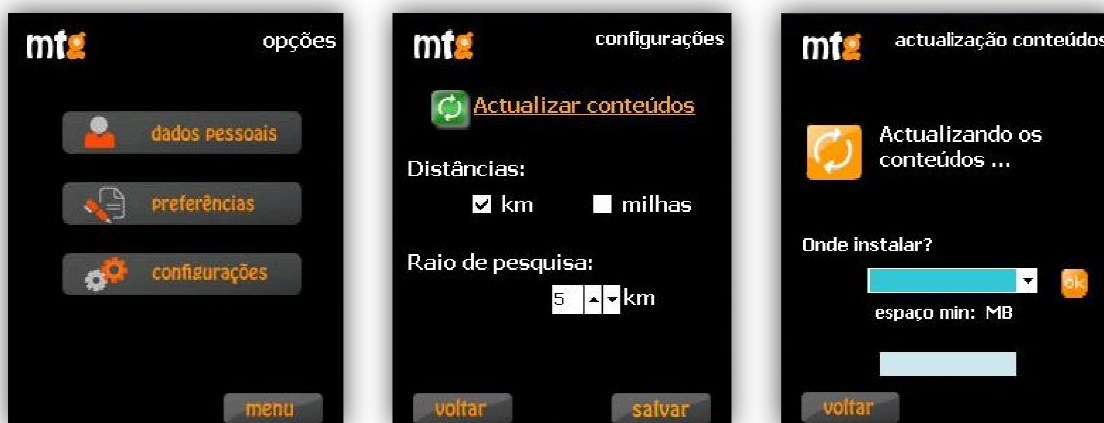 mtg opções
dados pessoais
preferências
configurações
menu
mtg configurações
Actualizar conteúdos
Distâncias:
km milhas
Raio de pesquisa:
5 km
voltar salvar
mtg actualização conteúdos
Actualizando os
conteúdos ...
Onde instalar?
ok
espaço min: MB
voltar